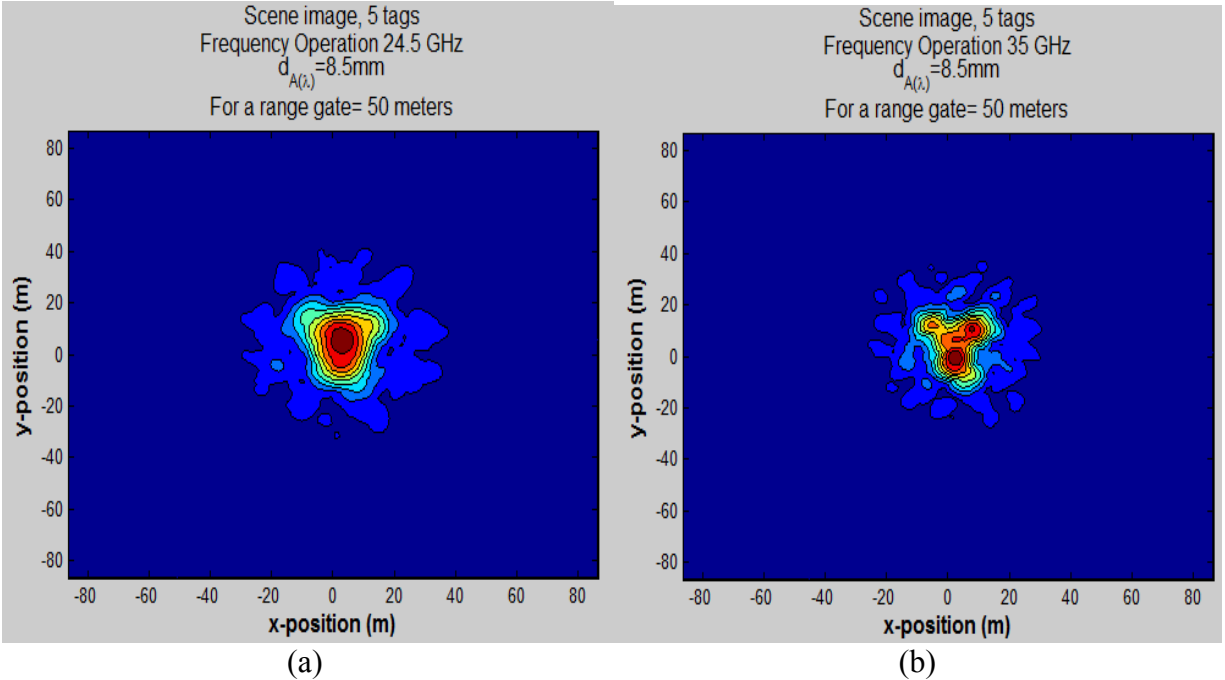 Scene image, 5 tags
Frequency Operation 24.5 GHz
d_A(λ)=8.5mm
For a range gate= 50 meters
80
60
40
20
0
-20
-40
-60
-80
y-position (m)
-80 -60 -40 -20 0 20 40 60 80
x-position (m)
(a)
Scene image, 5 tags
Frequency Operation 35 GHz
d_A(λ)=8.5mm
For a range gate= 50 meters
80
60
40
20
0
-20
-40
-60
-80
y-position (m)
-80 -60 -40 -20 0 20 40 60 80
x-position (m)
(b)